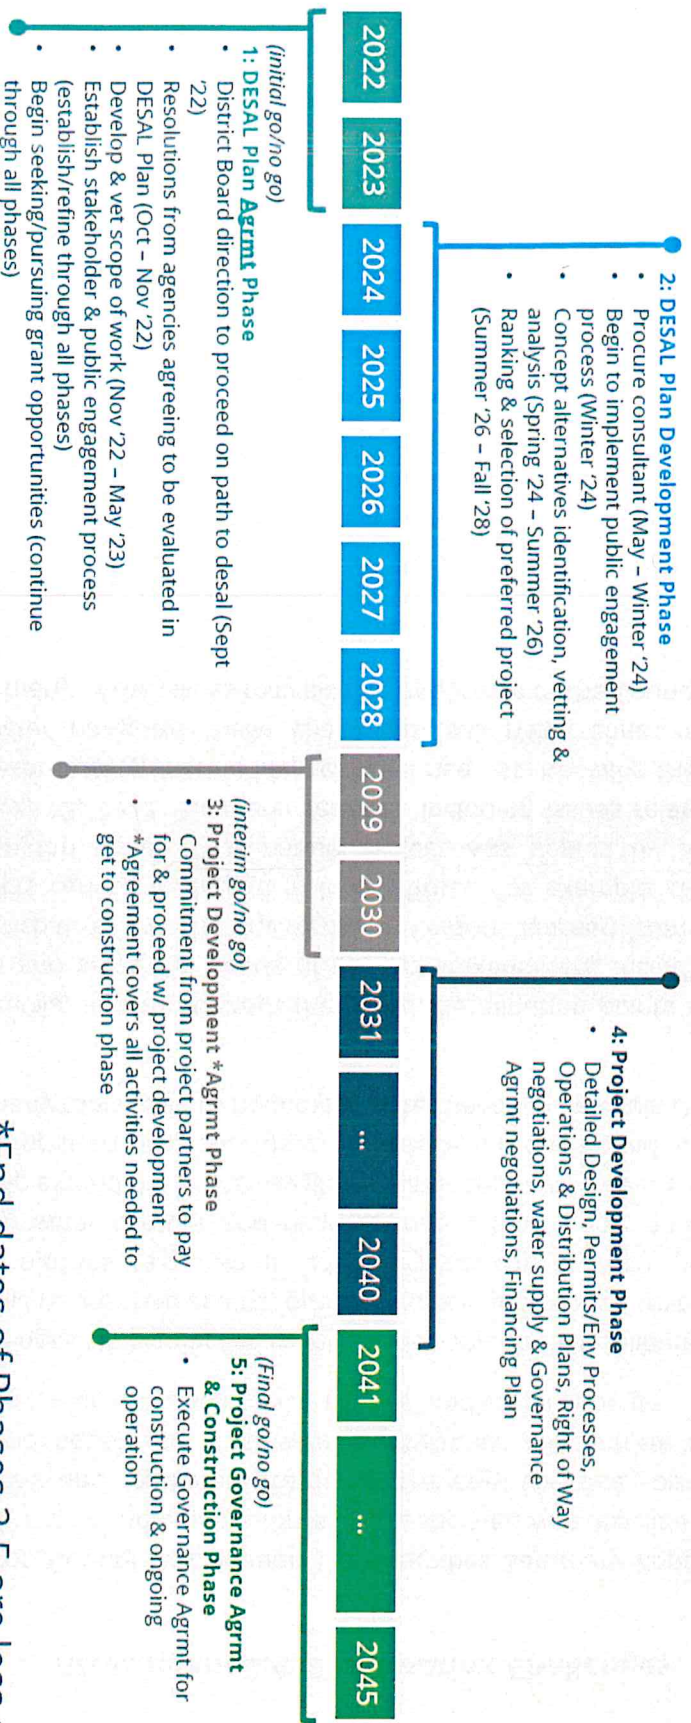 2: DESAL Plan Development Phase
• Procure consultant (May – Winter '24)
• Begin to implement public engagement
process (Winter '24)
• Concept alternatives identification, vetting &
analysis (Spring '24 – Summer '26)
• Ranking & selection of preferred project
(Summer '26 – Fall '28)
4: Project Development Phase
• Detailed Design, Permits/Env Processes,
Operations & Distribution Plans, Right of Way
negotiations, water supply & Governance
Agrmt negotiations, Financing Plan
2022 2023 2024 2025 2026 2027 2028 2029 2030 2031 ... 2040 2041 ... 2045
(initial go/no go)
1: DESAL Plan Agrmt Phase
• District Board direction to proceed on path to desal (Sept
'22)
• Resolutions from agencies agreeing to be evaluated in
DESAL Plan (Oct – Nov '22)
• Develop & vet scope of work (Nov '22 – May '23)
• Establish stakeholder & public engagement process
(establish/refine through all phases)
• Begin seeking/pursuing grant opportunities (continue
through all phases)
(interim go/no go)
3: Project Development *Agrmt Phase
• Commitment from project partners to pay
for & proceed w/ project development
• *Agreement covers all activities needed to
get to construction phase
(Final go/no go)
5: Project Governance Agrmt
& Construction Phase
• Execute Governance Agrmt for
construction & ongoing
operation
*End dates of Phases